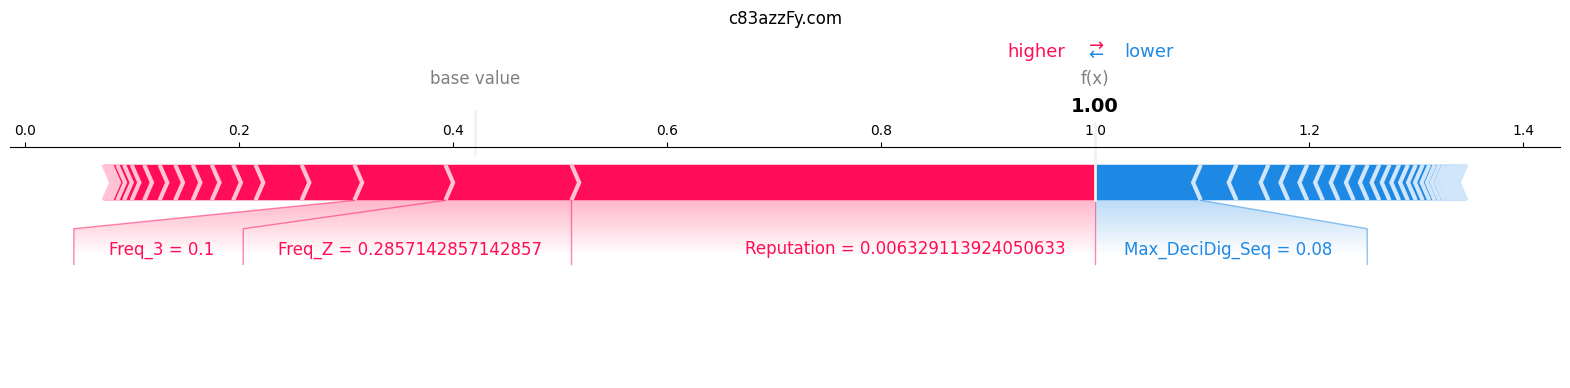 c83azzFy.com
higher → ← lower
base value f(x)
1.00
0.0 0.2 0.4 0.6 0.8 1.0 1.2 1.4
Freq_3 = 0.1 Freq_Z = 0.2857142857142857 Reputation = 0.006329113924050633 Max_DeciDig_Seq = 0.08